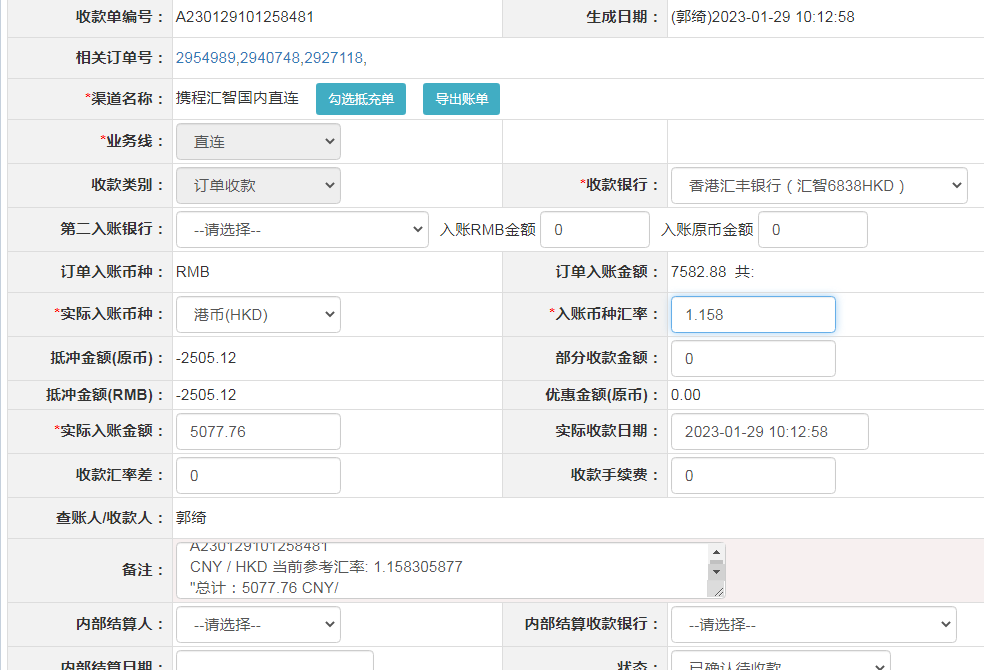 收款单编号： A230129101258481 生成日期： (郭绮)2023-01-29 10:12:58
相关订单号： 2954989,2940748,2927118,
*渠道名称： 携程汇智国内直连 勾选抵充单 导出账单
*业务线： 直连
收款类别： 订单收款 *收款银行： 香港汇丰银行（汇智6838HKD）
第二入账银行： --请选择-- 入账RMB金额 0 入账原币金额 0
订单入账币种： RMB 订单入账金额： 7582.88 共:
*实际入账币种： 港币(HKD) *入账币种汇率： 1.158
抵冲金额(原币)： -2505.12 部分收款金额： 0
抵冲金额(RMB)： -2505.12 优惠金额(原币)： 0.00
*实际入账金额： 5077.76 实际收款日期： 2023-01-29 10:12:58
收款汇率差： 0 收款手续费： 0
查账人/收款人： 郭绮
A230129101258481
备注： CNY / HKD 当前参考汇率: 1.158305877
"总计：5077.76 CNY/
内部结算人： --请选择-- 内部结算收款银行： --请选择--
内部结算日期： 状态： 已确认待收款